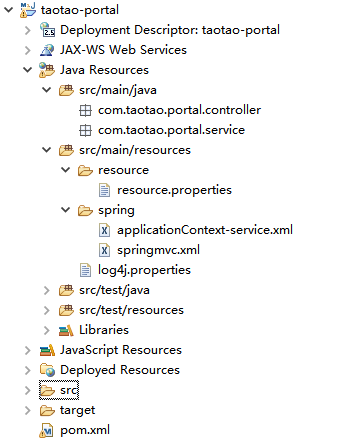 taotao-portal
Deployment Descriptor: taotao-portal
JAX-WS Web Services
Java Resources
src/main/java
com.taotao.portal.controller
com.taotao.portal.service
src/main/resources
resource
resource.properties
spring
applicationContext-service.xml
springmvc.xml
log4j.properties
src/test/java
src/test/resources
Libraries
JavaScript Resources
Deployed Resources
src
target
pom.xml